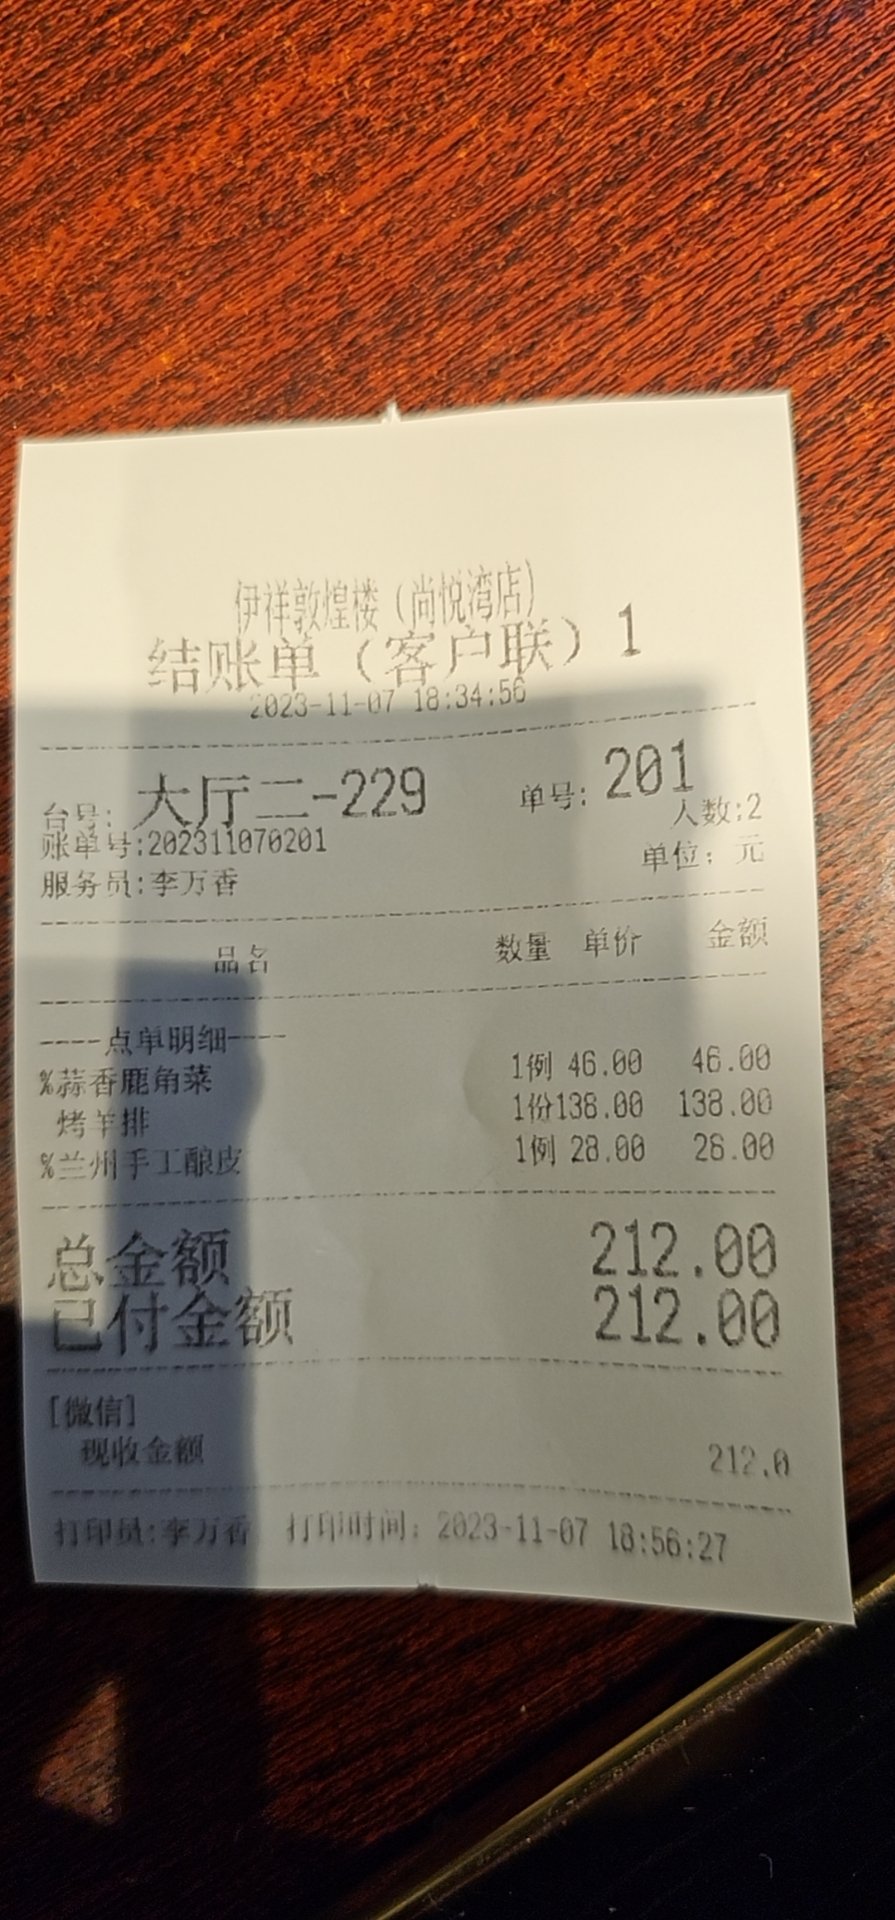 伊祥敦煌楼（尚悦湾店）
结账单（客户联）1
2023-11-07 18:34:56
台号: 大厅二-229 单号: 201
人数:2
账单号:202311070201
单位: 元
服务员:李万香
品名 数量 单价 金额
----点单明细----
%蒜香鹿角菜 1例 46.00 46.00
烤羊排 1份138.00 138.00
%兰州手工酿皮 1例 28.00 28.00
总金额 212.00
已付金额 212.00
[微信]
现收金额 212.0
打印员:李万香 打印时间: 2023-11-07 18:56:27